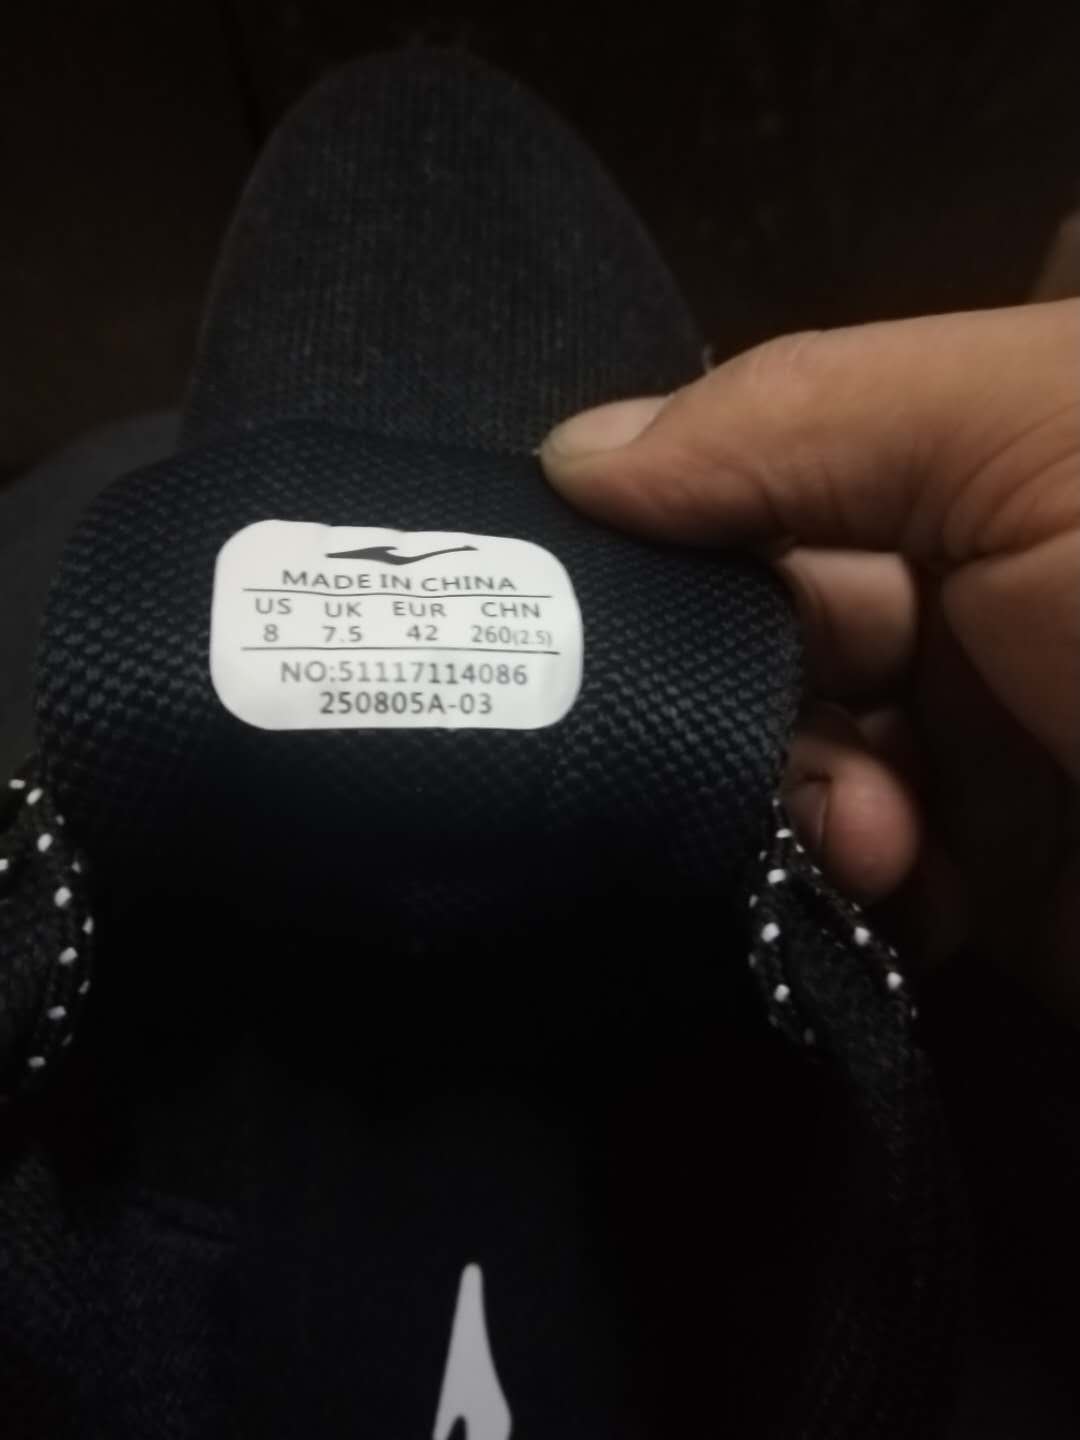 MADE IN CHINA
US UK EUR CHN
8 7.5 42 260(2.5)
NO:51117114086
250805A-03